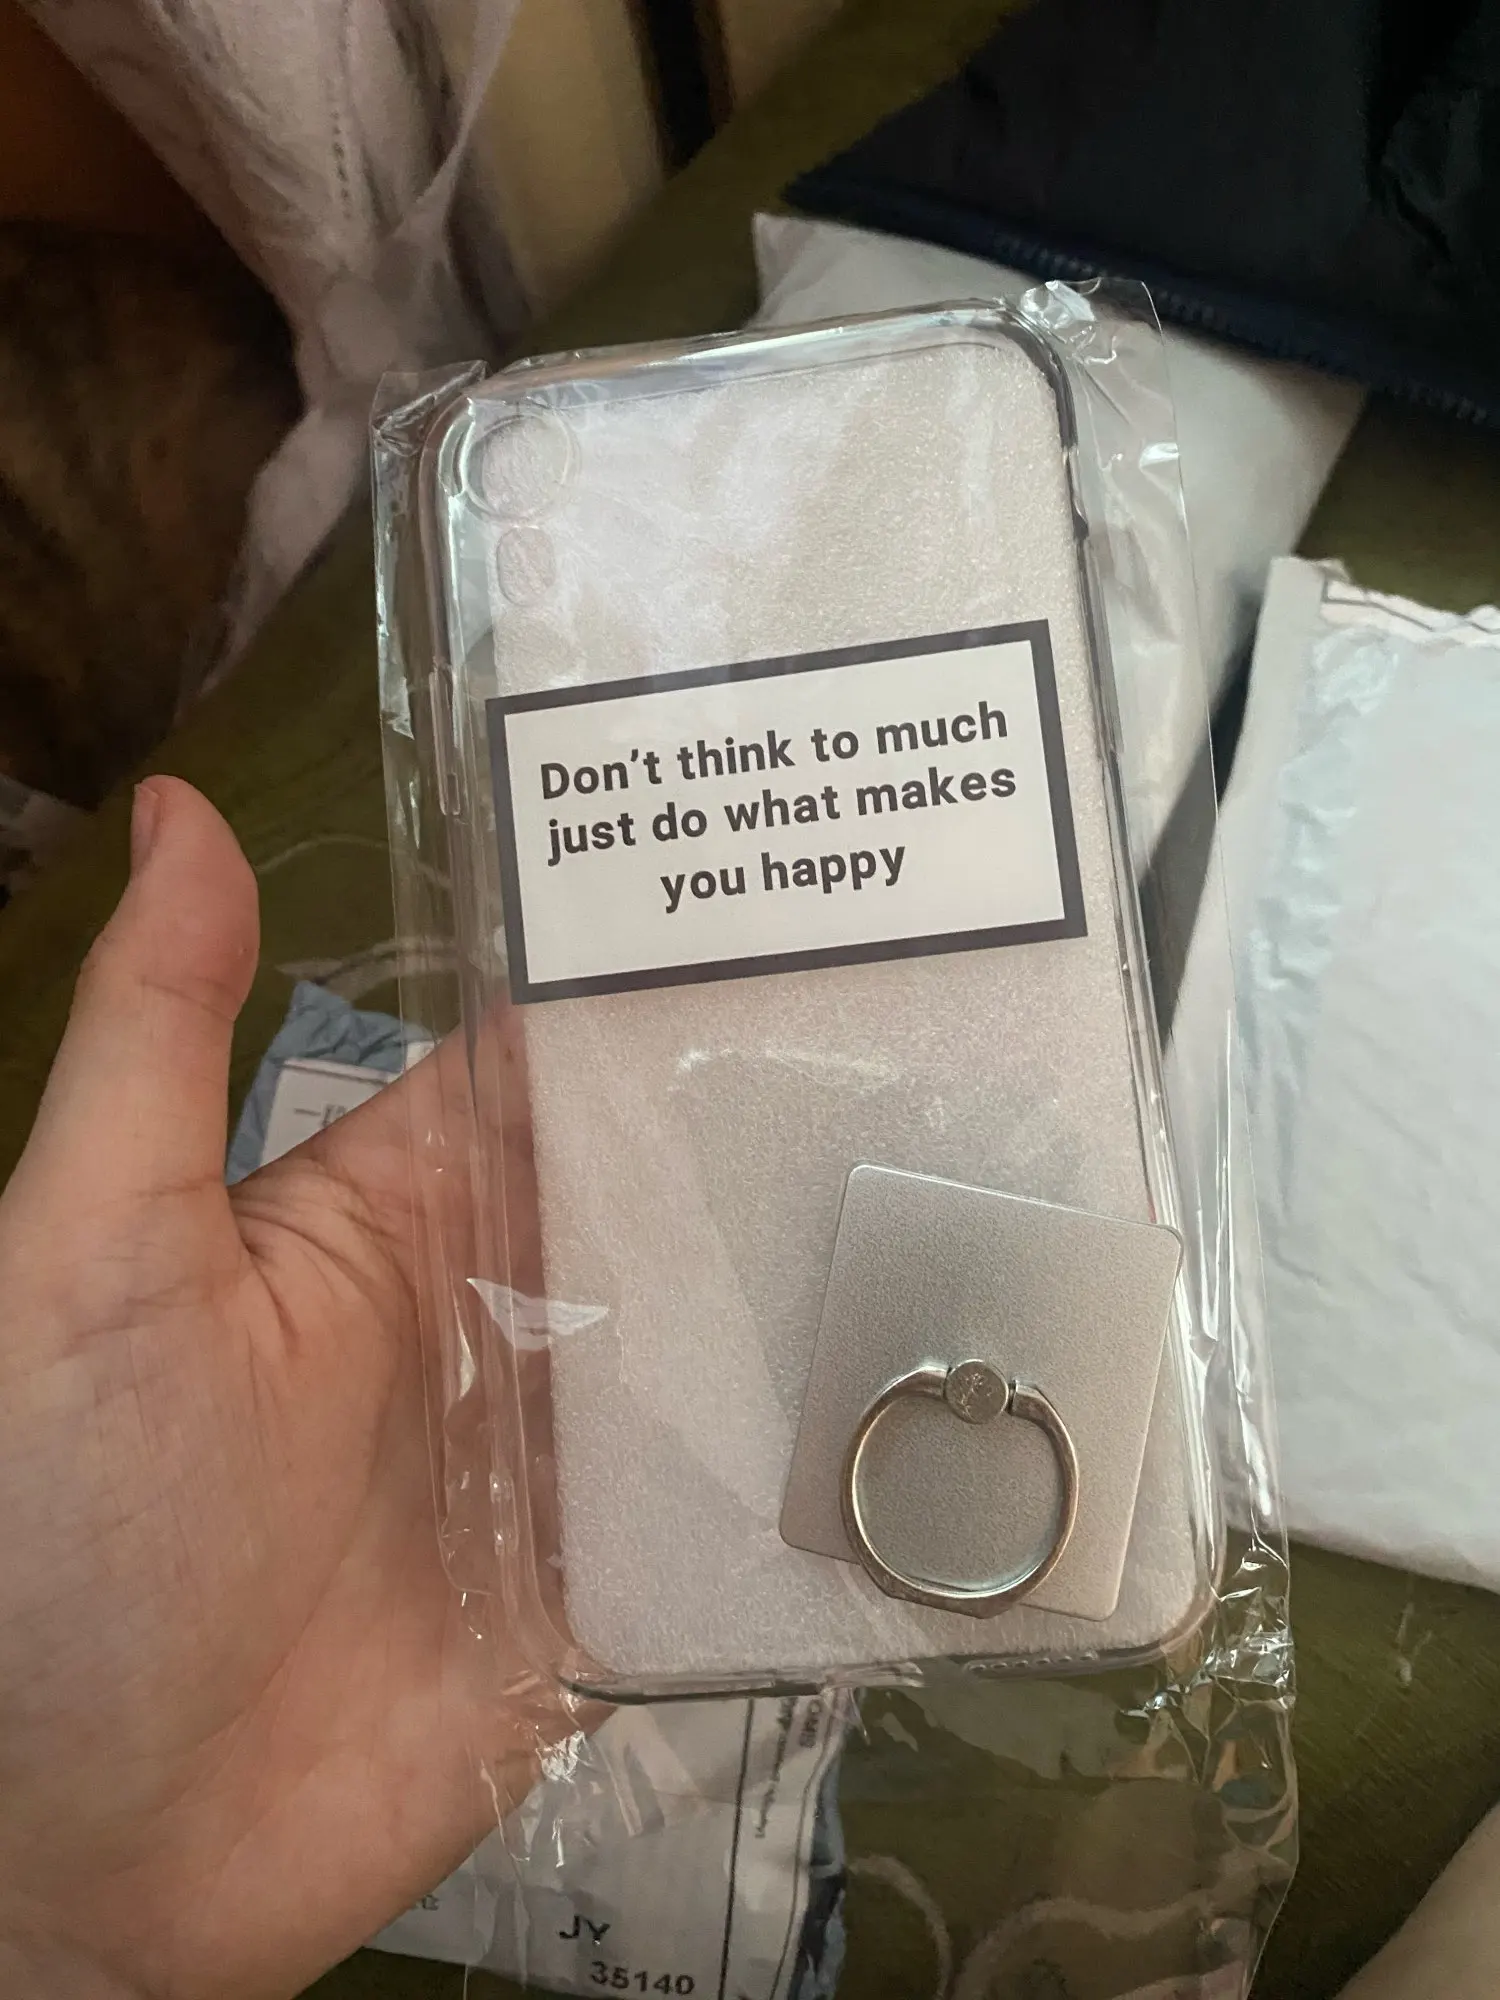 Don't think to much
just do what makes
you happy
JY
35140